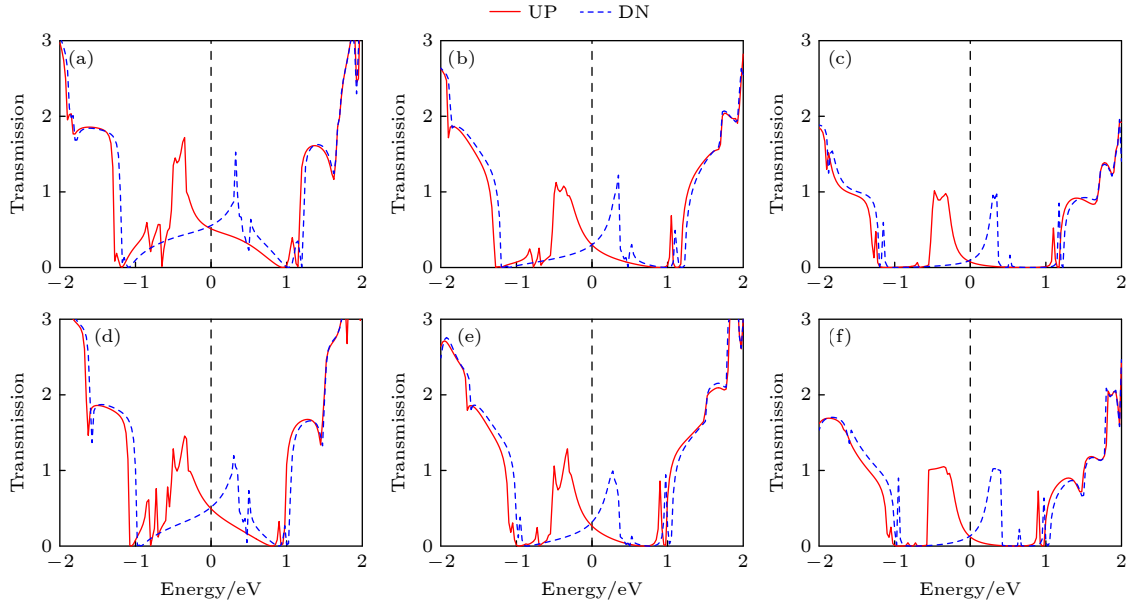 UP DN
3 (a) 3 (b) 3 (c)
2 2 2
Transmission Transmission Transmission
1 1 1
0 0 0
−2 −1 0 1 2 −2 −1 0 1 2 −2 −1 0 1 2
3 (d) 3 (e) 3 (f)
2 2 2
Transmission Transmission Transmission
1 1 1
0 0 0
−2 −1 0 1 2 −2 −1 0 1 2 −2 −1 0 1 2
Energy/eV Energy/eV Energy/eV